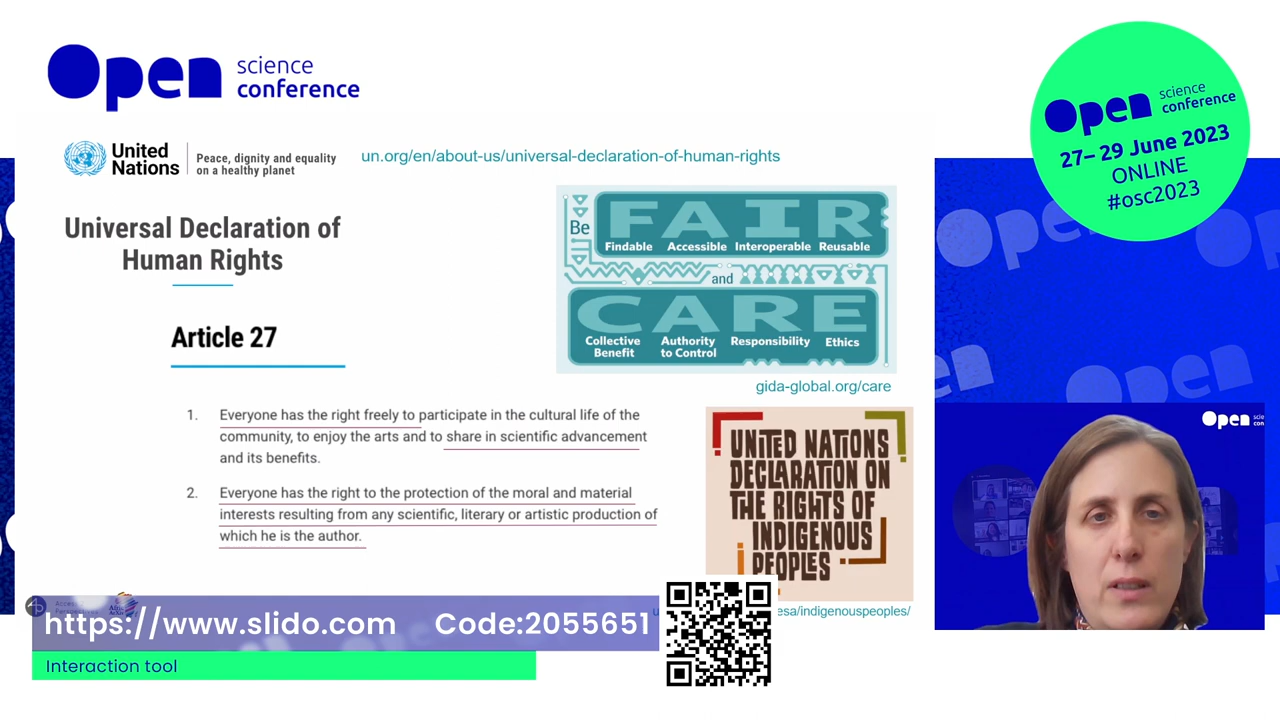 Open science conference
United Nations
Peace, dignity and equality
on a healthy planet
un.org/en/about-us/universal-declaration-of-human-rights
Universal Declaration of
Human Rights
Article 27
1. Everyone has the right freely to participate in the cultural life of the
community, to enjoy the arts and to share in scientific advancement
and its benefits.
2. Everyone has the right to the protection of the moral and material
interests resulting from any scientific, literary or artistic production of
which he is the author.
Be FAIR
Findable Accessible Interoperable Reusable
and
CARE
Collective Benefit Authority to Control Responsibility Ethics
gida-global.org/care
UNITED NATIONS
DECLARATION ON
THE RIGHTS OF
INDIGENOUS
PEOPLES
esa/indigenouspeoples/
https://www.slido.com Code:2055651
Interaction tool
Open science conference
27–29 June 2023
ONLINE
#osc2023
Open
Open